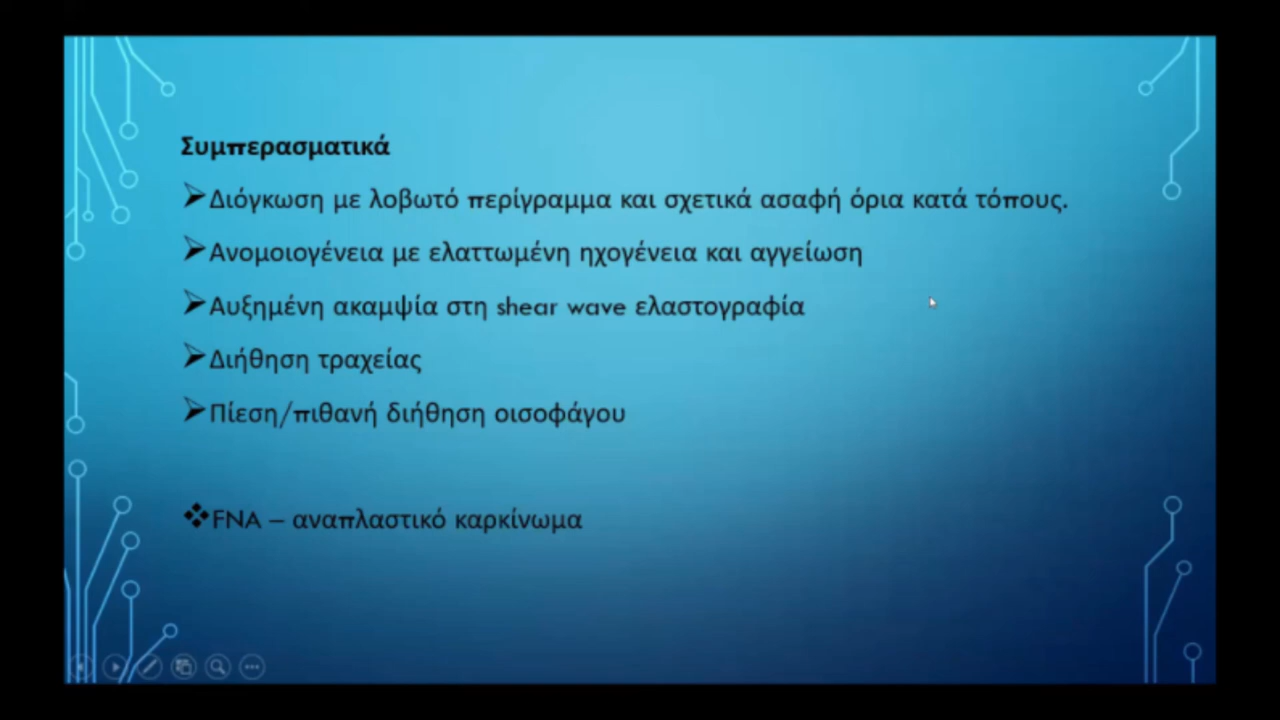 Συμπερασματικά
Διόγκωση με λοβωτό περίγραμμα και σχετικά ασαφή όρια κατά τόπους.
Ανομοιογένεια με ελαττωμένη ηχογένεια και αγγείωση
Αυξημένη ακαμψία στη shear wave ελαστογραφία
Διήθηση τραχείας
Πίεση/πιθανή διήθηση οισοφάγου
FNA – αναπλαστικό καρκίνωμα